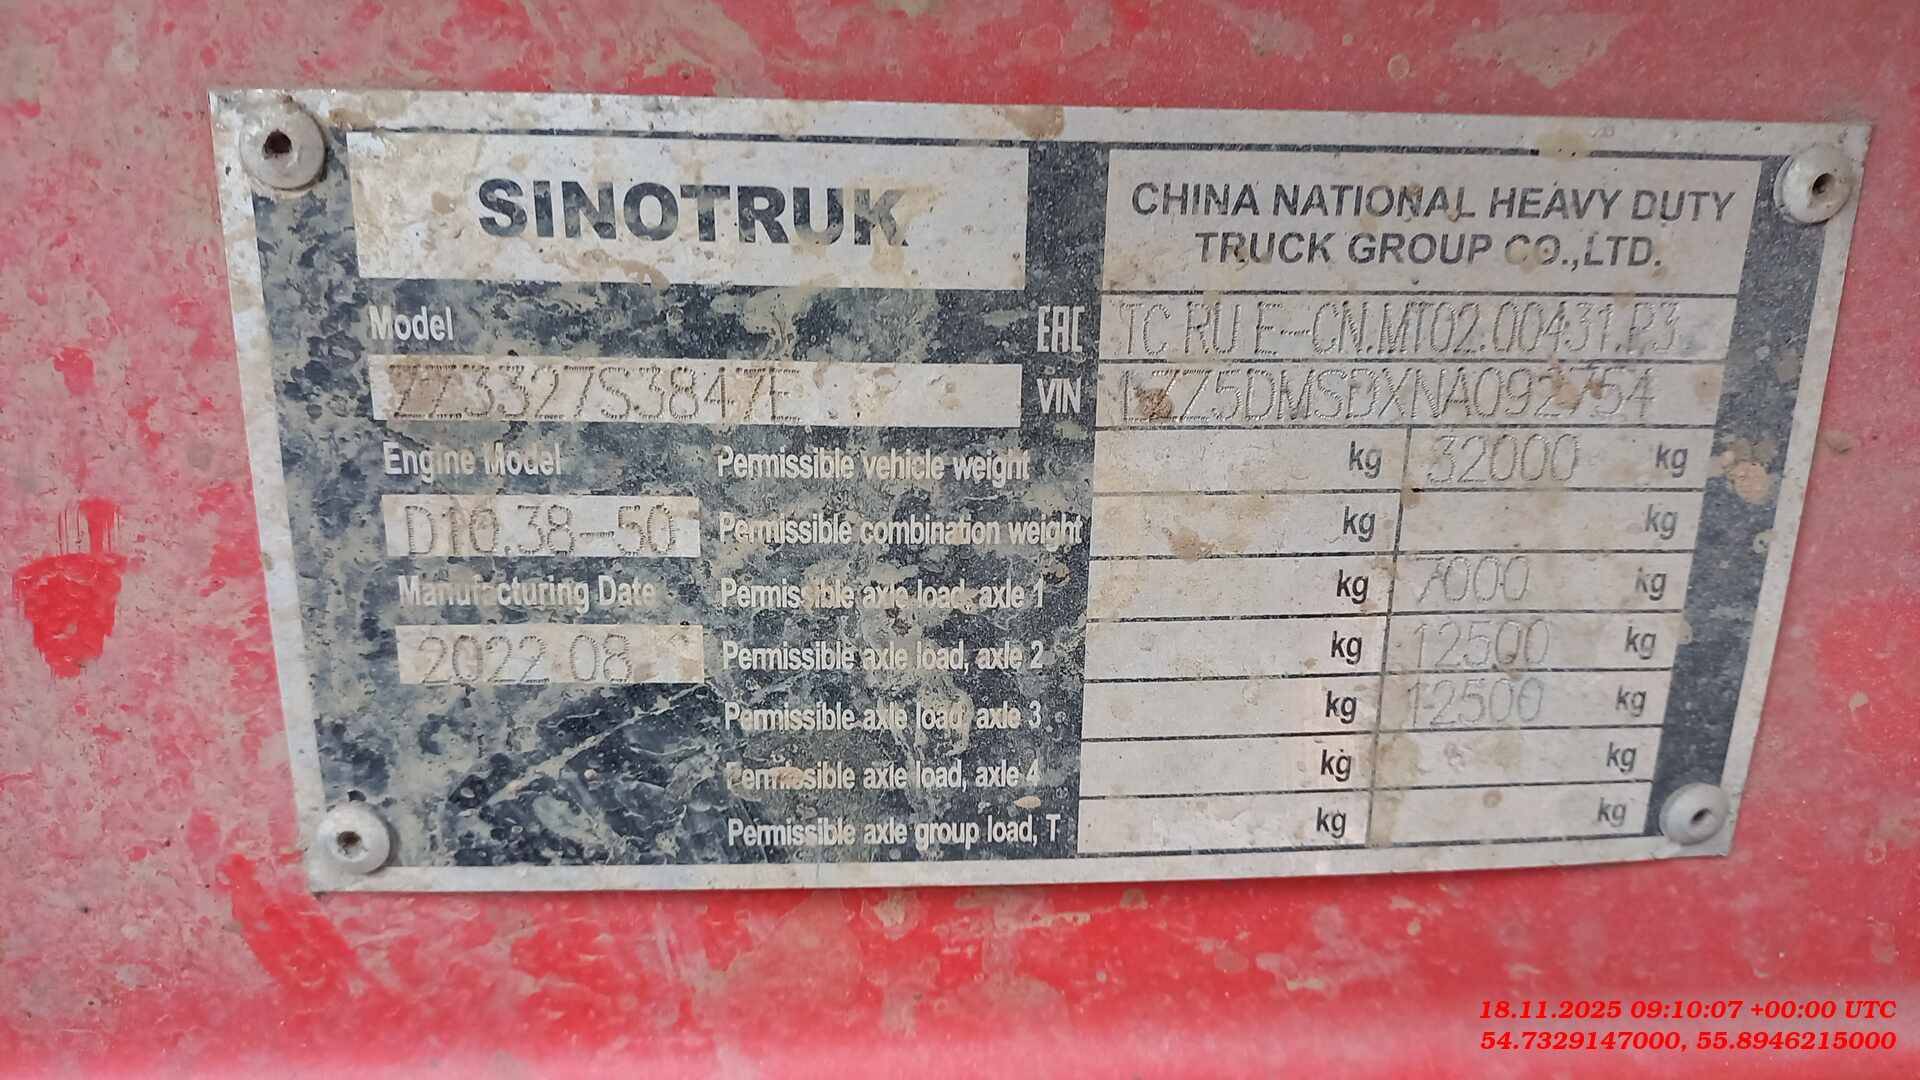 SINOTRUK
CHINA NATIONAL HEAVY DUTY
TRUCK GROUP CO.,LTD.
Model
ZZ3327S3847E
EAC TC RU E-CN.MT02.00431.P3
VIN LZZ5DMSDXNA092754
Engine Model
D10.38-50
Manufacturing Date
2022.08
Permissible vehicle weight kg 32000 kg
Permissible combination weight kg kg
Permissible axle load, axle 1 kg 7000 kg
Permissible axle load, axle 2 kg 12500 kg
Permissible axle load, axle 3 kg 12500 kg
Permissible axle load, axle 4 kg kg
Permissible axle group load, T kg kg
18.11.2025 09:10:07 +00:00 UTC
54.7329147000, 55.8946215000